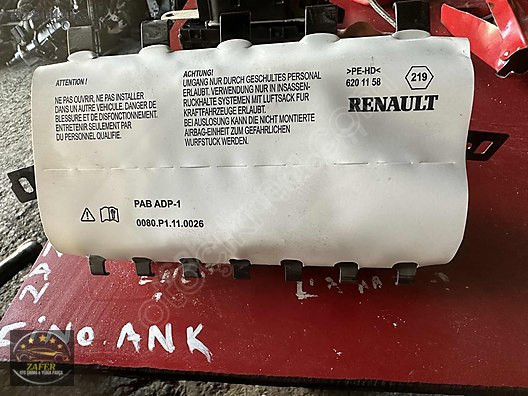 ATTENTION !
NE PAS OUVRIR, NE PAS INSTALLER
DANS UN AUTRE VEHICULE. DANGER DE
BLESSURE ET DE DISFONCTIONEMENT.
ENTRETENIR SEULEMENT PAR
DU PERSONNEL QUALIFIE.
ACHTUNG!
UMGANG NUR DURCH GESCHULTES PERSONAL
ERLAUBT. VERWENDUNG NUR IN INSASSEN-
RÜCKHALTE SYSTEMEN MIT LUFTSACK FÜR
KRAFTFAHRZEUGE ERLAUBT.
BEI AUSLOSUNG KANN DIE NICHT MONTIERTE
AIRBAG-EINHEIT ZUM GEFAHRLICHEN
WURFSTUCK WERDEN.
>PE-HD<
620 11 58
219
RENAULT
PAB ADP-1
0080.P1.11.0026
ANK
ZAFER